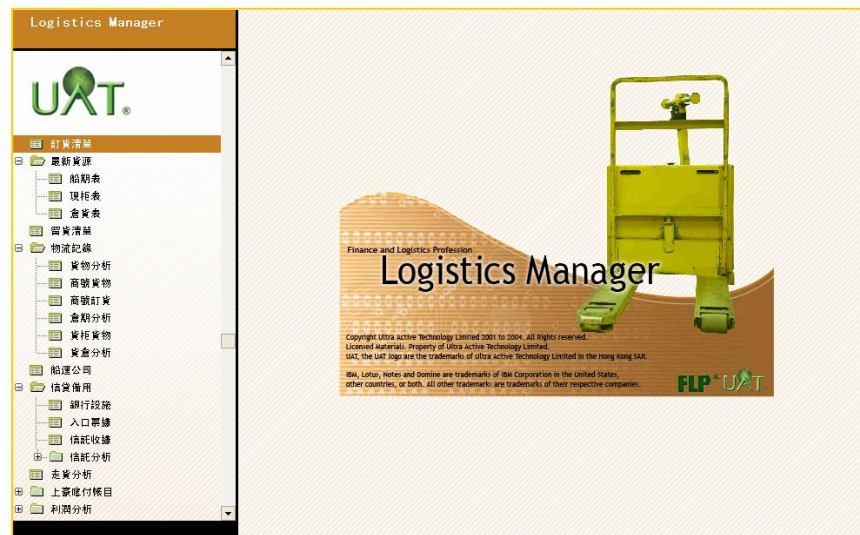 Logistics Manager
UAT®
訂貨清單
最新貨源
船期表
現柜表
倉貨表
留貨清單
物流記錄
貨物分析
商號貨物
商號訂貨
倉期分析
貨柜貨物
貨倉分析
船運公司
信貸備用
銀行設施
入口票據
信託收據
信託分析
走貨分析
上豪應付帳目
利潤分析
Finance and Logistics Profession
Logistics Manager
Copyright Ultra Active Technology Limited 2001 to 2004. All Rights reserved.
Licensed Materials. Property of Ultra Active Technology Limited.
UAT, the UAT logo are the trademarks of Ultra Active Technology Limited in the Hong Kong SAR.
IBM, Lotus, Notes and Domine are trademarks of IBM Corporation in the United States,
other countries, or both. All other trademarks are trademarks of their respective companies.
FLP* UAT